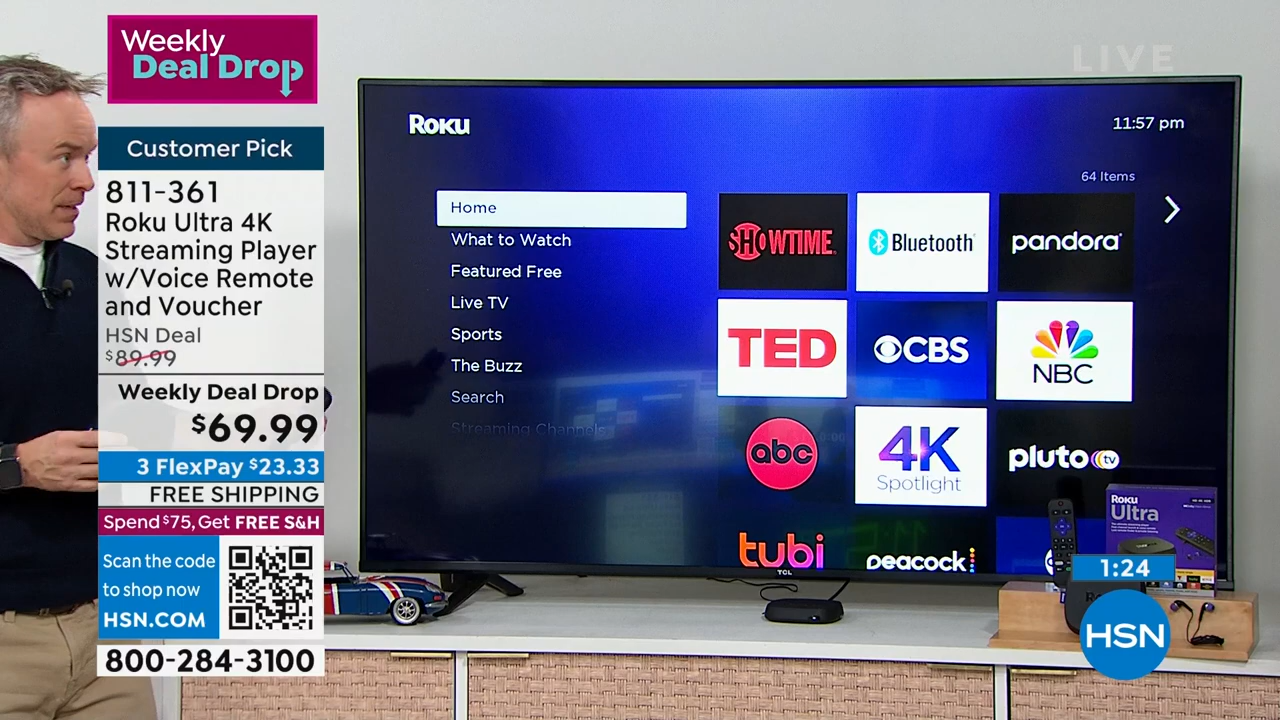 Weekly
Deal Drop
Customer Pick
811-361
Roku Ultra 4K
Streaming Player
w/Voice Remote
and Voucher
HSN Deal
$89.99
Weekly Deal Drop
$69.99
3 FlexPay $23.33
FREE SHIPPING
Spend $75, Get FREE S&H
Scan the code
to shop now
HSN.COM
800-284-3100
LIVE
Roku
11:57 pm
64 Items
Home
What to Watch
Featured Free
Live TV
Sports
The Buzz
Search
Streaming Channels
SHOWTIME
Bluetooth
pandora
TED
CBS
NBC
abc
4K
Spotlight
pluto tv
tubi
peacock
TCL
Roku
Ultra
1:24
HSN